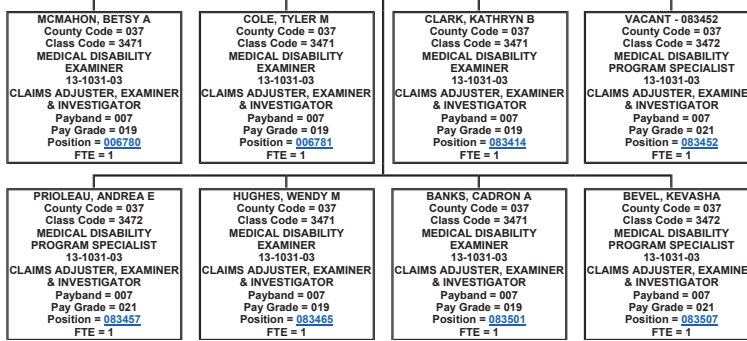 MCMAHON, BETSY A
County Code = 037
Class Code = 3471
MEDICAL DISABILITY
EXAMINER
13-1031-03
CLAIMS ADJUSTER, EXAMINER
& INVESTIGATOR
Payband = 007
Pay Grade = 019
Position = 006780
FTE = 1
COLE, TYLER M
County Code = 037
Class Code = 3471
MEDICAL DISABILITY
EXAMINER
13-1031-03
CLAIMS ADJUSTER, EXAMINER
& INVESTIGATOR
Payband = 007
Pay Grade = 019
Position = 006781
FTE = 1
CLARK, KATHRYN B
County Code = 037
Class Code = 3471
MEDICAL DISABILITY
EXAMINER
13-1031-03
CLAIMS ADJUSTER, EXAMINER
& INVESTIGATOR
Payband = 007
Pay Grade = 019
Position = 083414
FTE = 1
VACANT - 083452
County Code = 037
Class Code = 3472
MEDICAL DISABILITY
PROGRAM SPECIALIST
13-1031-03
CLAIMS ADJUSTER, EXAMINE
& INVESTIGATOR
Payband = 007
Pay Grade = 021
Position = 083452
FTE = 1
PRIOLEAU, ANDREA E
County Code = 037
Class Code = 3472
MEDICAL DISABILITY
PROGRAM SPECIALIST
13-1031-03
CLAIMS ADJUSTER, EXAMINER
& INVESTIGATOR
Payband = 007
Pay Grade = 021
Position = 083457
FTE = 1
HUGHES, WENDY M
County Code = 037
Class Code = 3471
MEDICAL DISABILITY
EXAMINER
13-1031-03
CLAIMS ADJUSTER, EXAMINER
& INVESTIGATOR
Payband = 007
Pay Grade = 019
Position = 083465
FTE = 1
BANKS, CADRON A
County Code = 037
Class Code = 3471
MEDICAL DISABILITY
EXAMINER
13-1031-03
CLAIMS ADJUSTER, EXAMINER
& INVESTIGATOR
Payband = 007
Pay Grade = 019
Position = 083501
FTE = 1
BEVEL, KEVASHA
County Code = 037
Class Code = 3472
MEDICAL DISABILITY
PROGRAM SPECIALIST
13-1031-03
CLAIMS ADJUSTER, EXAMINE
& INVESTIGATOR
Payband = 007
Pay Grade = 021
Position = 083507
FTE = 1